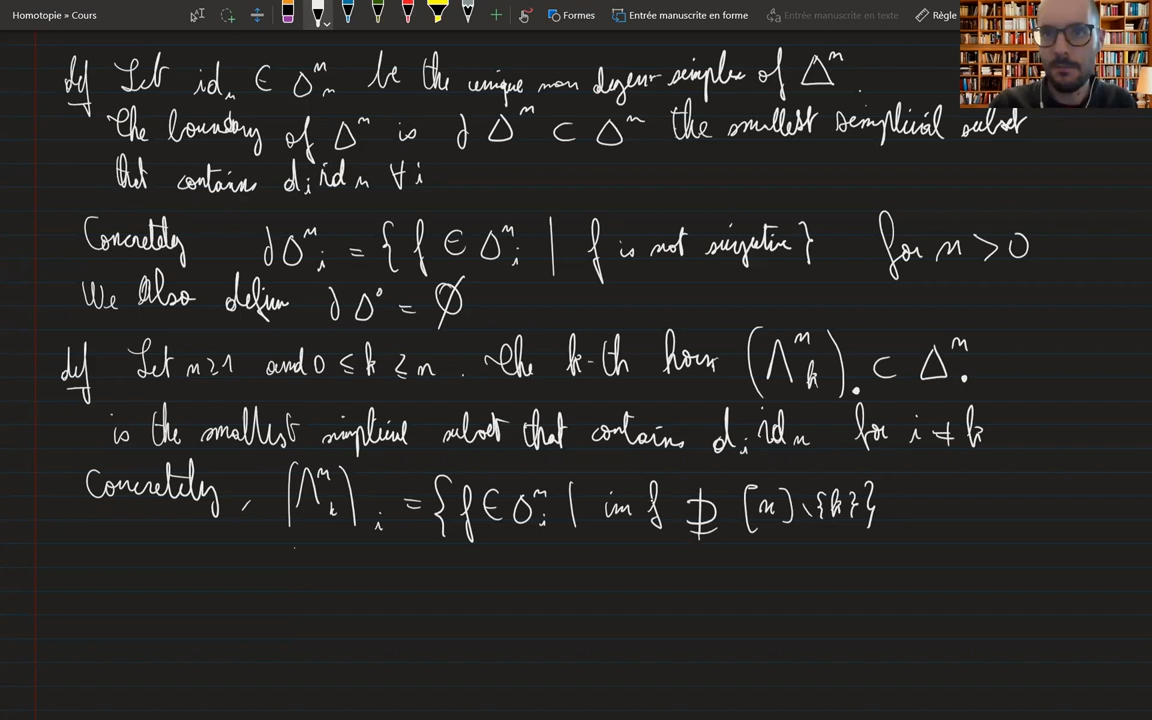 Homotopie » Cours
Formes
Entrée manuscrite en forme
Entrée manuscrite en texte
Règle
def Let id_n ∈ Δ^n_n be the unique non degen simplex of Δ^n.
The boundary of Δ^n is ∂Δ^n ⊂ Δ^n the smallest simplicial subset
that contains d_i id_n ∀ i
Concretely ∂Δ^n_i = { f ∈ Δ^n_i | f is not surjective } for n > 0
We also define ∂Δ^0 = ∅
def Let n ≥ 1 and 0 ≤ k ≥ n. The k-th horn (Λ^n_k)_• ⊂ Δ^n_•
is the smallest simplicial subset that contains d_i id_n for i ≠ k
Concretely, (Λ^n_k)_i = { f ∈ Δ^n_i | im f ⊉ [n] \ {k} }